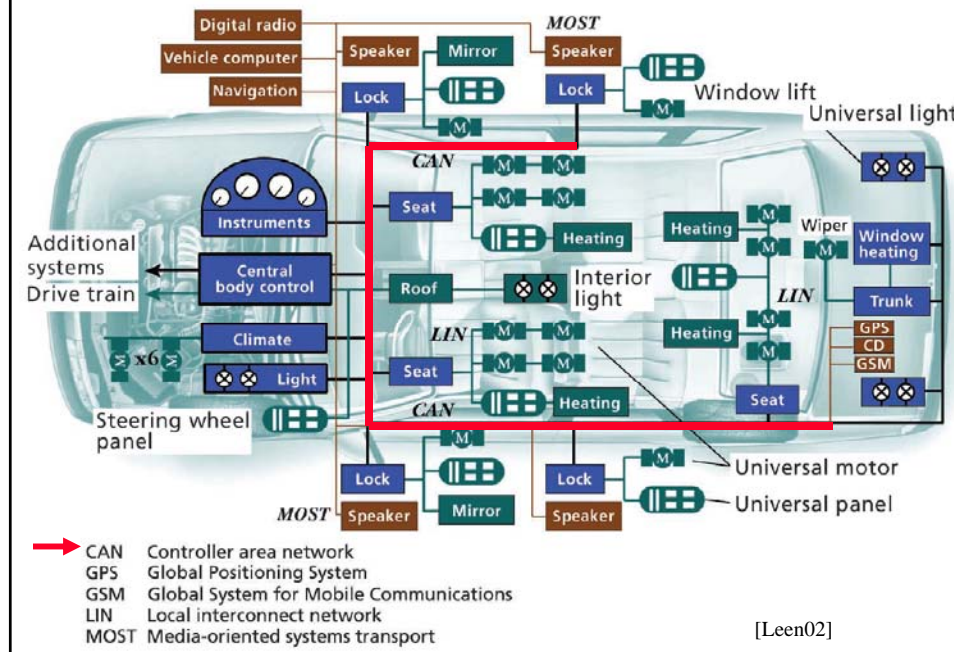 Digital radio
Vehicle computer
Navigation
MOST
Speaker
Mirror
Speaker
Lock
Lock
M
M
Window lift
Universal light
CAN
M
M
Instruments
Seat
M
M
Heating
Heating
M
M
Wiper
M
Window
heating
Additional
systems
Drive train
Central
body control
Roof
Interior
light
LIN
Trunk
LIN
M
M
M
GPS
CD
GSM
Climate
M
x6
M
Heating
M
M
M
Light
Seat
CAN
Heating
Seat
Steering wheel
panel
M
M
Lock
Lock
Universal motor
Universal panel
MOST
Speaker
Mirror
Speaker
CAN Controller area network
GPS Global Positioning System
GSM Global System for Mobile Communications
LIN Local interconnect network
MOST Media-oriented systems transport
[Leen02]